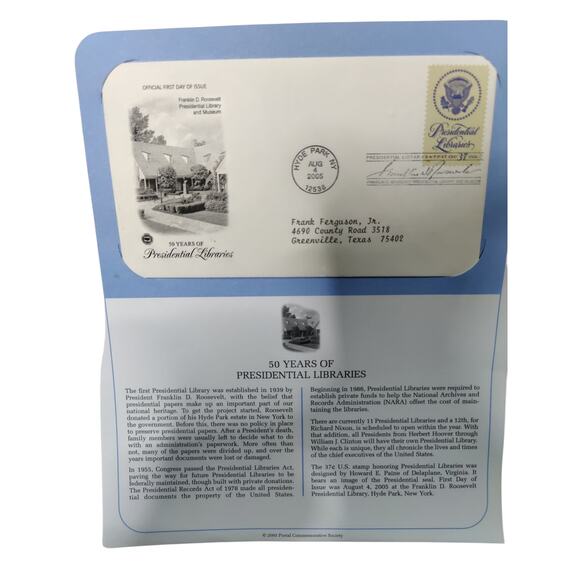 OFFICIAL FIRST DAY OF ISSUE
Franklin D. Roosevelt
Presidential Library
and Museum
50 YEARS OF
Presidential Libraries
HYDE PARK NY
AUG
4
2005
12538
Presidential
Libraries
37
FRANKLIN D. ROOSEVELT PRESIDENTIAL LIBRARY AND MUSEUM
Frank Ferguson, Jr.
4690 County Road 3518
Greenville, Texas 75402
50 YEARS OF
PRESIDENTIAL LIBRARIES
The first Presidential Library was established in 1939 by
President Franklin D. Roosevelt, with the belief that
presidential papers make up an important part of our
national heritage. To get the project started, Roosevelt
donated a portion of his Hyde Park estate in New York to
the government. Before this, there was no policy in place
to preserve presidential papers. After a President's death,
family members were usually left to decide what to do
with an administration's paperwork. More often than
not, many of the papers were divided up, and over the
years important documents were lost or damaged.
In 1955, Congress passed the Presidential Libraries Act,
paving the way for future Presidential Libraries to be
federally maintained, though built with private donations.
The Presidential Records Act of 1978 made all presiden-
tial documents the property of the United States.
Beginning in 1986, Presidential Libraries were required to
establish private funds to help the National Archives and
Records Administration (NARA) offset the cost of main-
taining the libraries.
There are currently 11 Presidential Libraries and a 12th, for
Richard Nixon, is scheduled to open within the year. With
that addition, all Presidents from Herbert Hoover through
William J. Clinton will have their own Presidential Library.
While each is unique, they all chronicle the lives and times
of the chief executives of the United States.
The 37¢ U.S. stamp honoring Presidential Libraries was
designed by Howard E. Paine of Delaplane, Virginia. It
bears an image of the Presidential seal. First Day of
Issue was August 4, 2005 at the Franklin D. Roosevelt
Presidential Library, Hyde Park, New York.
© 2005 Postal Commemorative Society